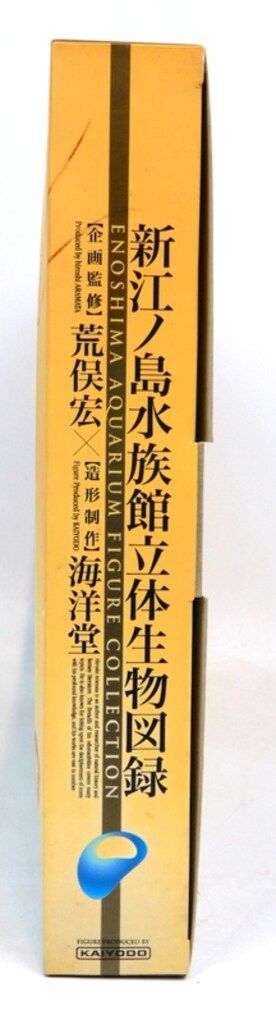 新江ノ島水族館立体生物図録
ENOSHIMA AQUARIUM FIGURE COLLECTION
【企画監修】荒俣宏×【造形制作】海洋堂
Produced by hiroshi ARAMATA
Figure Produced by KAIYODO
FIGURE PRODUCED BY
KAIYODO